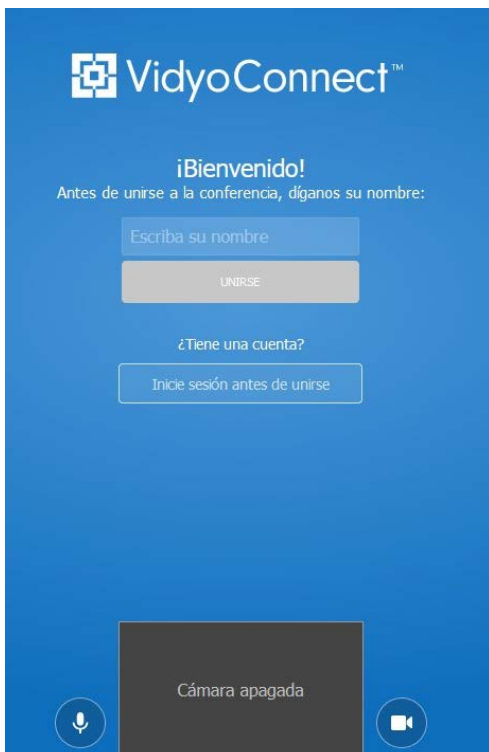 VidyoConnect™
¡Bienvenido!
Antes de unirse a la conferencia, díganos su nombre:
Escriba su nombre
UNIRSE
¿Tiene una cuenta?
Inicie sesión antes de unirse
Cámara apagada